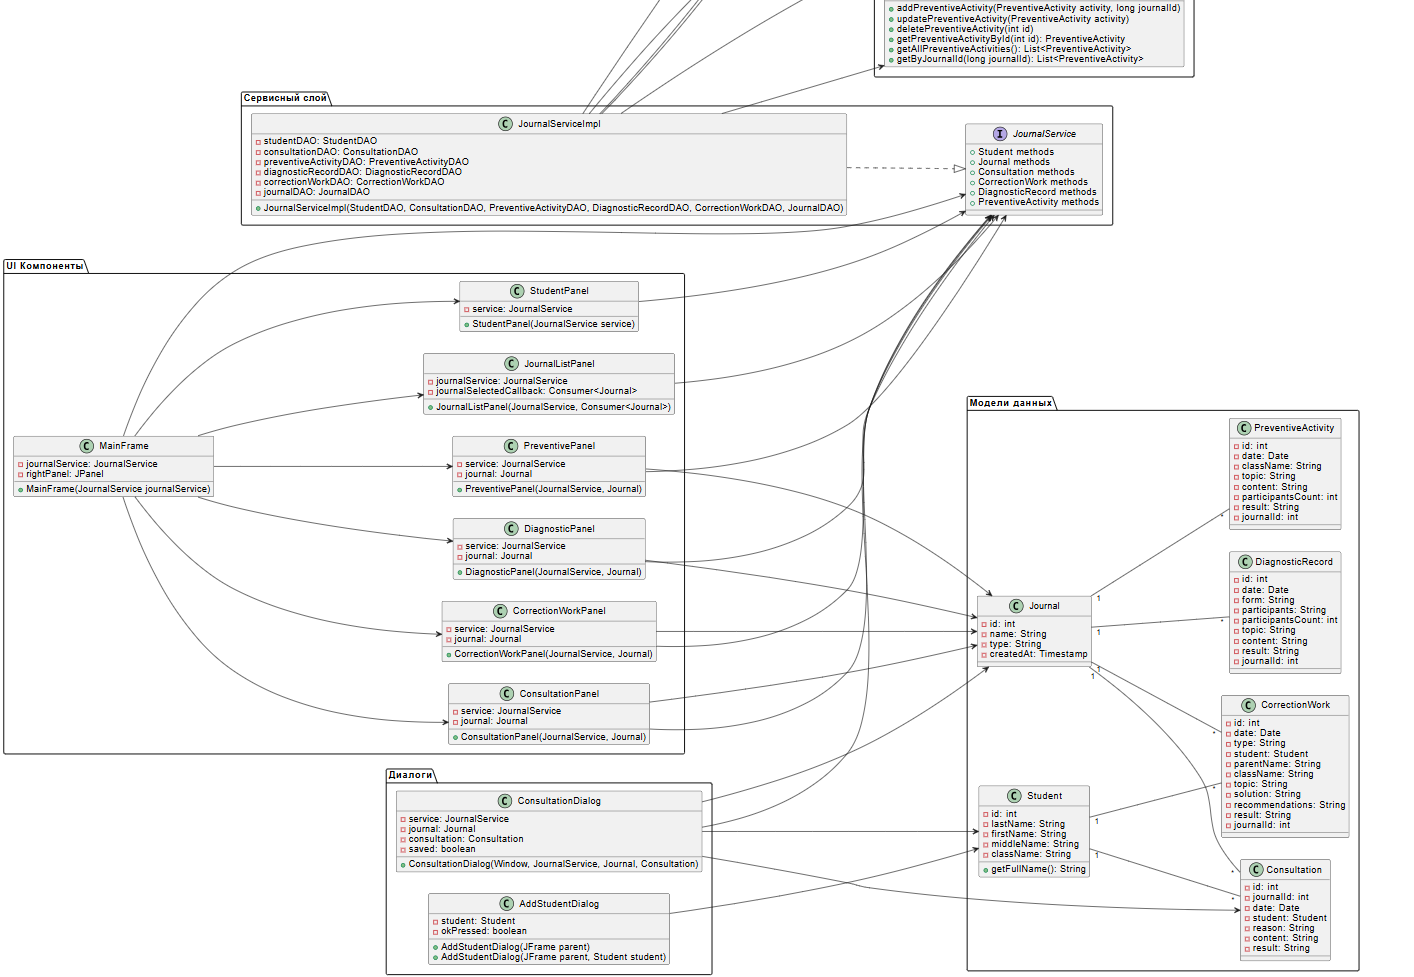 addPreventiveActivity(PreventiveActivity activity, long journalId)
updatePreventiveActivity(PreventiveActivity activity)
deletePreventiveActivity(int id)
getPreventiveActivityById(int id): PreventiveActivity
getAllPreventiveActivities(): List<PreventiveActivity>
getByJournalId(long journalId): List<PreventiveActivity>
Сервисный слой
C JournalServiceImpl
studentDAO: StudentDAO
consultationDAO: ConsultationDAO
preventiveActivityDAO: PreventiveActivityDAO
diagnosticRecordDAO: DiagnosticRecordDAO
correctionWorkDAO: CorrectionWorkDAO
journalDAO: JournalDAO
JournalServiceImpl(StudentDAO, ConsultationDAO, PreventiveActivityDAO, DiagnosticRecordDAO, CorrectionWorkDAO, JournalDAO)
I JournalService
Student methods
Journal methods
Consultation methods
CorrectionWork methods
DiagnosticRecord methods
PreventiveActivity methods
UI Компоненты
C StudentPanel
service: JournalService
StudentPanel(JournalService service)
C JournalListPanel
journalService: JournalService
journalSelectedCallback: Consumer<Journal>
JournalListPanel(JournalService, Consumer<Journal>)
C MainFrame
journalService: JournalService
rightPanel: JPanel
MainFrame(JournalService journalService)
C PreventivePanel
service: JournalService
journal: Journal
PreventivePanel(JournalService, Journal)
C DiagnosticPanel
service: JournalService
journal: Journal
DiagnosticPanel(JournalService, Journal)
C CorrectionWorkPanel
service: JournalService
journal: Journal
CorrectionWorkPanel(JournalService, Journal)
C ConsultationPanel
service: JournalService
journal: Journal
ConsultationPanel(JournalService, Journal)
Диалоги
C ConsultationDialog
service: JournalService
journal: Journal
consultation: Consultation
saved: boolean
ConsultationDialog(Window, JournalService, Journal, Consultation)
C AddStudentDialog
student: Student
okPressed: boolean
AddStudentDialog(JFrame parent)
AddStudentDialog(JFrame parent, Student student)
Модели данных
C PreventiveActivity
id: int
date: Date
className: String
topic: String
content: String
participantsCount: int
result: String
journalId: int
C DiagnosticRecord
id: int
date: Date
form: String
participants: String
participantsCount: int
topic: String
content: String
result: String
journalId: int
C Journal
id: int
name: String
type: String
createdAt: Timestamp
1
*
1
*
1
*
1
*
C CorrectionWork
id: int
date: Date
type: String
student: Student
parentName: String
className: String
topic: String
solution: String
recommendations: String
result: String
journalId: int
C Student
id: int
lastName: String
firstName: String
middleName: String
className: String
getFullName(): String
1
*
1
*
C Consultation
id: int
journalId: int
date: Date
student: Student
reason: String
content: String
result: String